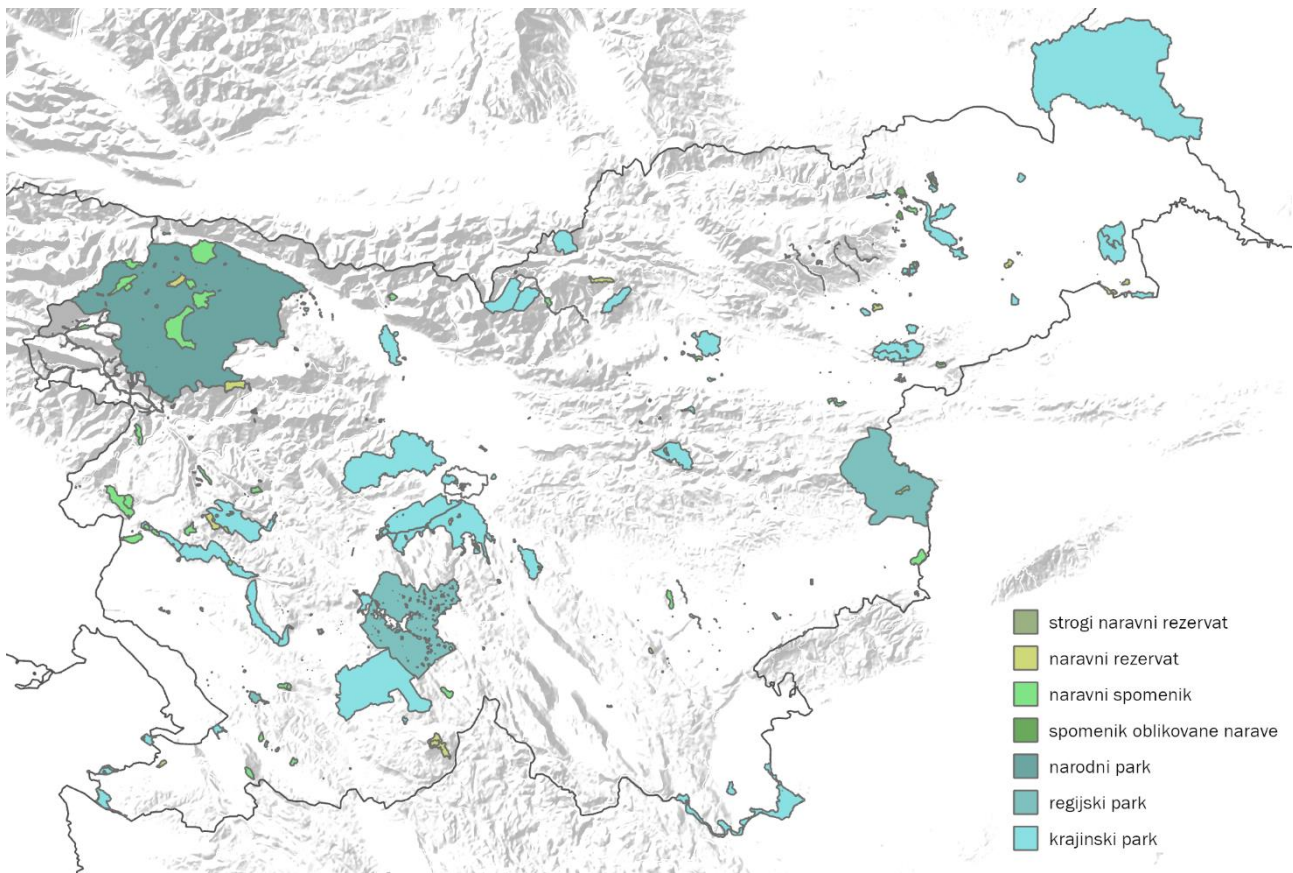 strogi naravni rezervat
naravni rezervat
naravni spomenik
spomenik oblikovane narave
narodni park
regijski park
krajinski park